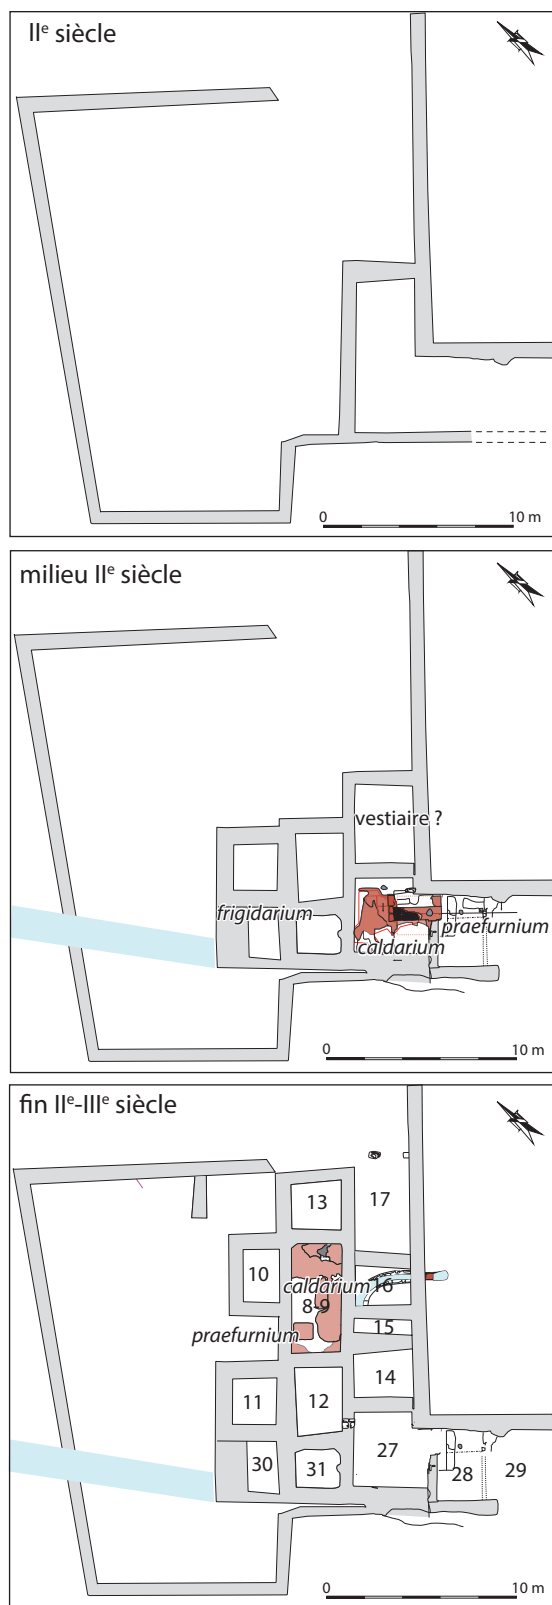 IIe siècle
0 10 m
milieu IIe siècle
vestiaire ?
frigidarium
praefurnium
caldarium
0 10 m
fin IIe-IIIe siècle
13
17
10
caldarium
16
8-9
praefurnium
15
14
11
12
27
30
31
28
29
0 10 m